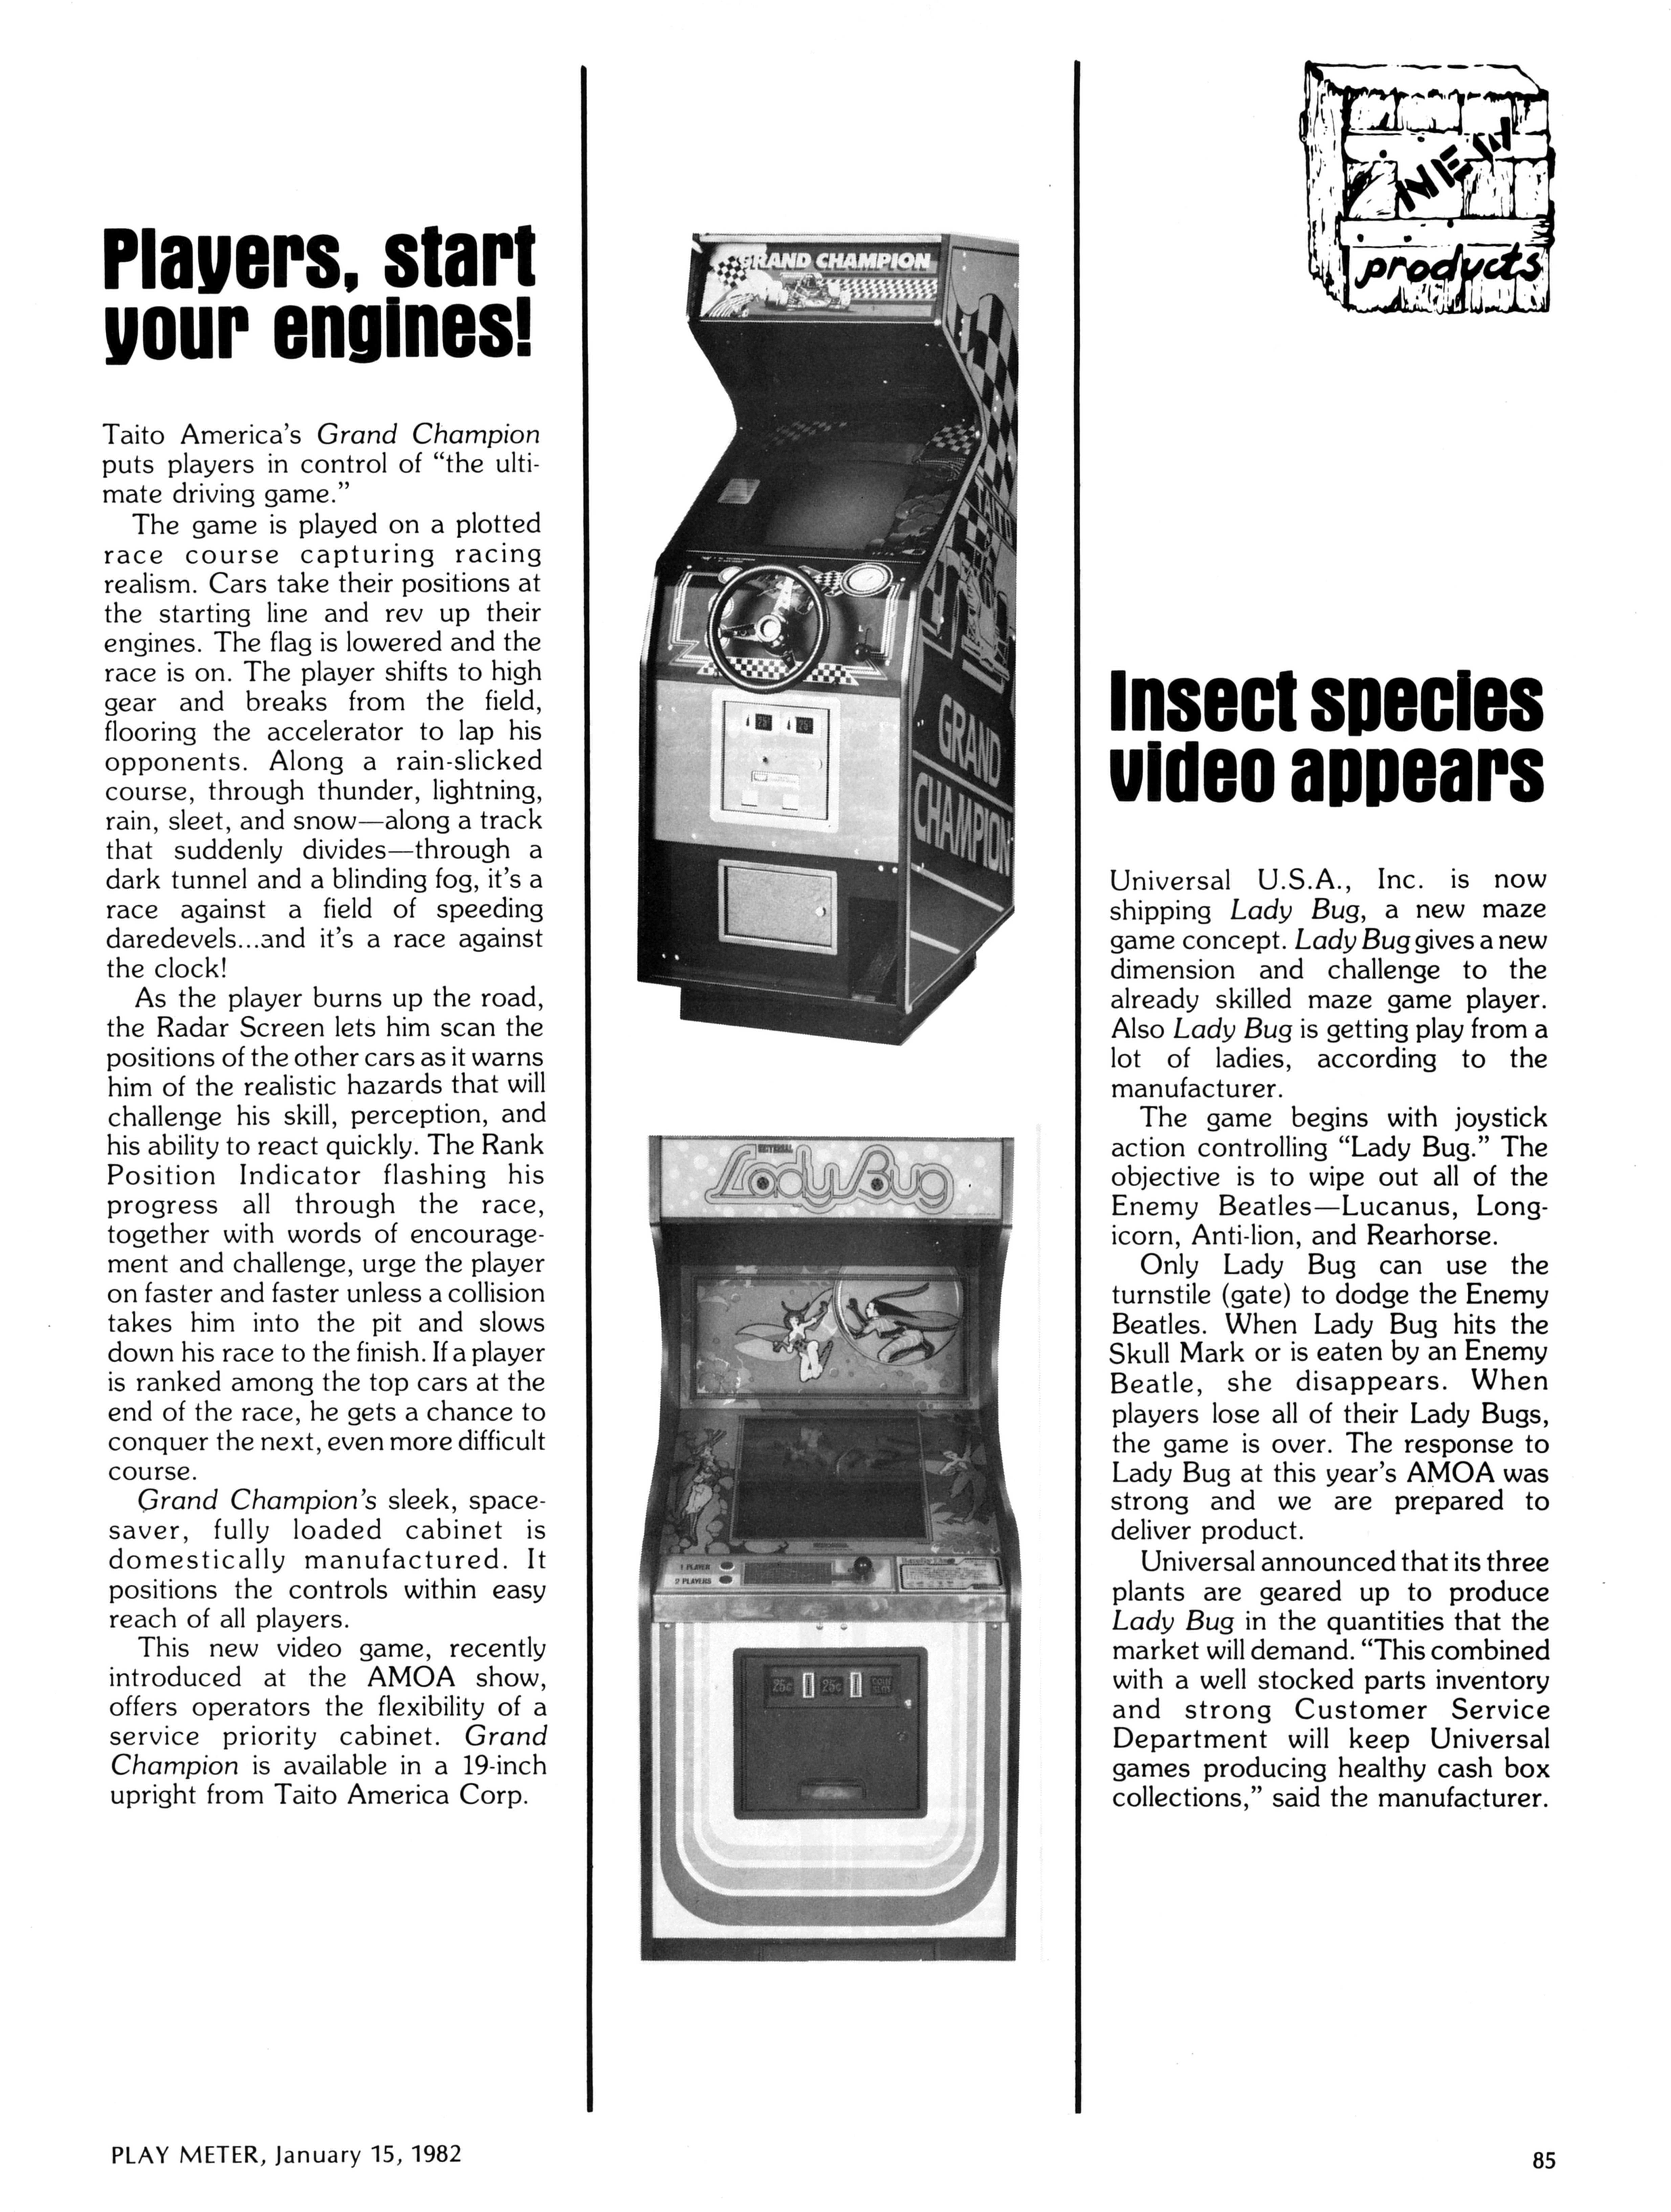 Players, start
your engines!
Taito America's Grand Champion
puts players in control of “the ulti-
mate driving game.”
The game is played on a plotted
race course capturing racing
realism. Cars take their positions at
the starting line and rev up their
engines. The flag is lowered and the
race is on. The player shifts to high
gear and breaks from the field,
flooring the accelerator to lap his
opponents. Along a rain-slicked
course, through thunder, lightning,
rain, sleet, and snow—along a track
that suddenly divides—through a
dark tunnel and a blinding fog, it's a
race against a field of speeding
daredevels...and it's a race against
the clock!
As the player burns up the road,
the Radar Screen lets him scan the
positions of the other cars as it warns
him of the realistic hazards that will
challenge his skill, perception, and
his ability to react quickly. The Rank
Position Indicator flashing his
progress all through the race,
together with words of encourage-
ment and challenge, urge the player
on faster and faster unless a collision
takes him into the pit and slows
down his race to the finish. If a player
is ranked among the top cars at the
end of the race, he gets a chance to
conquer the next, even more difficult
course.
Grand Champion's sleek, space-
saver, fully loaded cabinet is
domestically manufactured. It
positions the controls within easy
reach of all players.
This new video game, recently
introduced at the AMOA show,
offers operators the flexibility of a
service priority cabinet. Grand
Champion is available in a 19-inch
upright from Taito America Corp.
GRAND CHAMPION
TAITO
GRAND
CHAMPION
25¢
25¢
UNIVERSAL
Lady Bug
1 PLAYER
2 PLAYERS
25¢
25¢
NEW
products
Insect species
video appears
Universal U.S.A., Inc. is now
shipping Lady Bug, a new maze
game concept. Lady Bug gives a new
dimension and challenge to the
already skilled maze game player.
Also Lady Bug is getting play from a
lot of ladies, according to the
manufacturer.
The game begins with joystick
action controlling “Lady Bug.” The
objective is to wipe out all of the
Enemy Beatles—Lucanus, Long-
icorn, Anti-lion, and Rearhorse.
Only Lady Bug can use the
turnstile (gate) to dodge the Enemy
Beatles. When Lady Bug hits the
Skull Mark or is eaten by an Enemy
Beatle, she disappears. When
players lose all of their Lady Bugs,
the game is over. The response to
Lady Bug at this year's AMOA was
strong and we are prepared to
deliver product.
Universal announced that its three
plants are geared up to produce
Lady Bug in the quantities that the
market will demand. “This combined
with a well stocked parts inventory
and strong Customer Service
Department will keep Universal
games producing healthy cash box
collections,” said the manufacturer.
PLAY METER, January 15, 1982
85